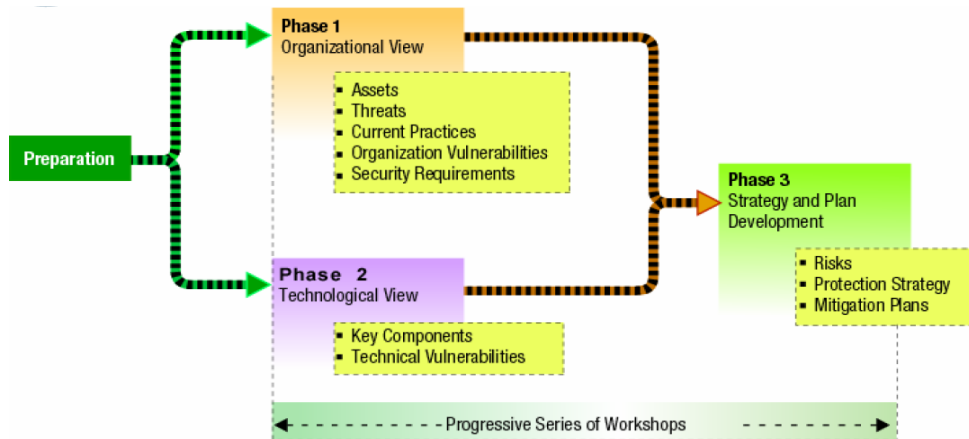 Preparation
Phase 1
Organizational View
▪ Assets
▪ Threats
▪ Current Practices
▪ Organization Vulnerabilities
▪ Security Requirements
Phase 2
Technological View
▪ Key Components
▪ Technical Vulnerabilities
Phase 3
Strategy and Plan
Development
▪ Risks
▪ Protection Strategy
▪ Mitigation Plans
Progressive Series of Workshops